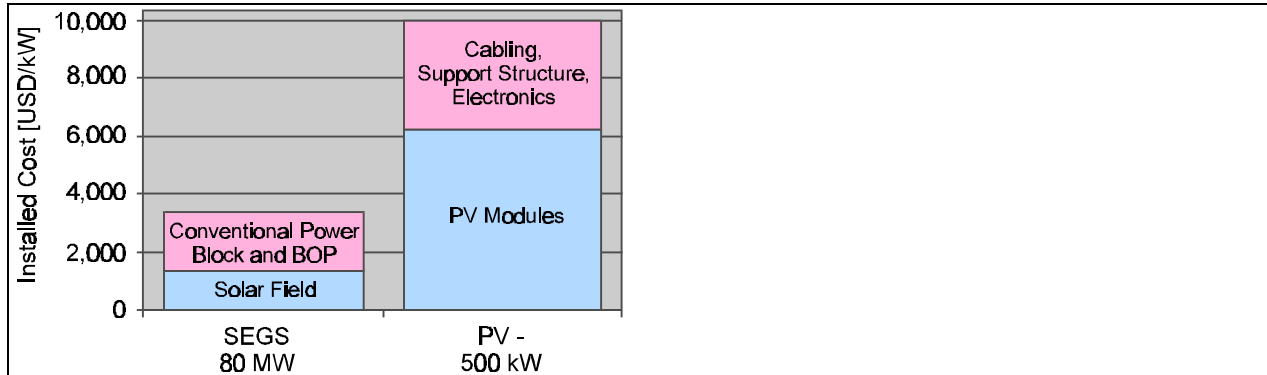 Installed Cost [USD/kW]
10,000
8,000
6,000
4,000
2,000
0
Conventional Power
Block and BOP
Solar Field
Cabling,
Support Structure,
Electronics
PV Modules
SEGS
80 MW
PV -
500 kW